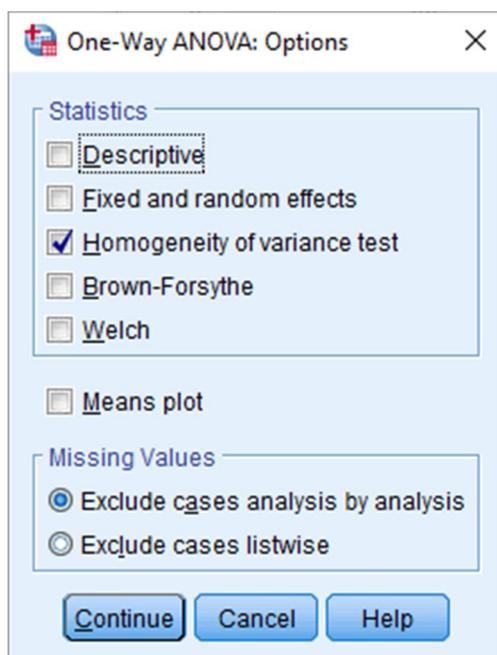 One-Way ANOVA: Options
Statistics
Descriptive
Fixed and random effects
Homogeneity of variance test
Brown-Forsythe
Welch
Means plot
Missing Values
Exclude cases analysis by analysis
Exclude cases listwise
Continue Cancel Help